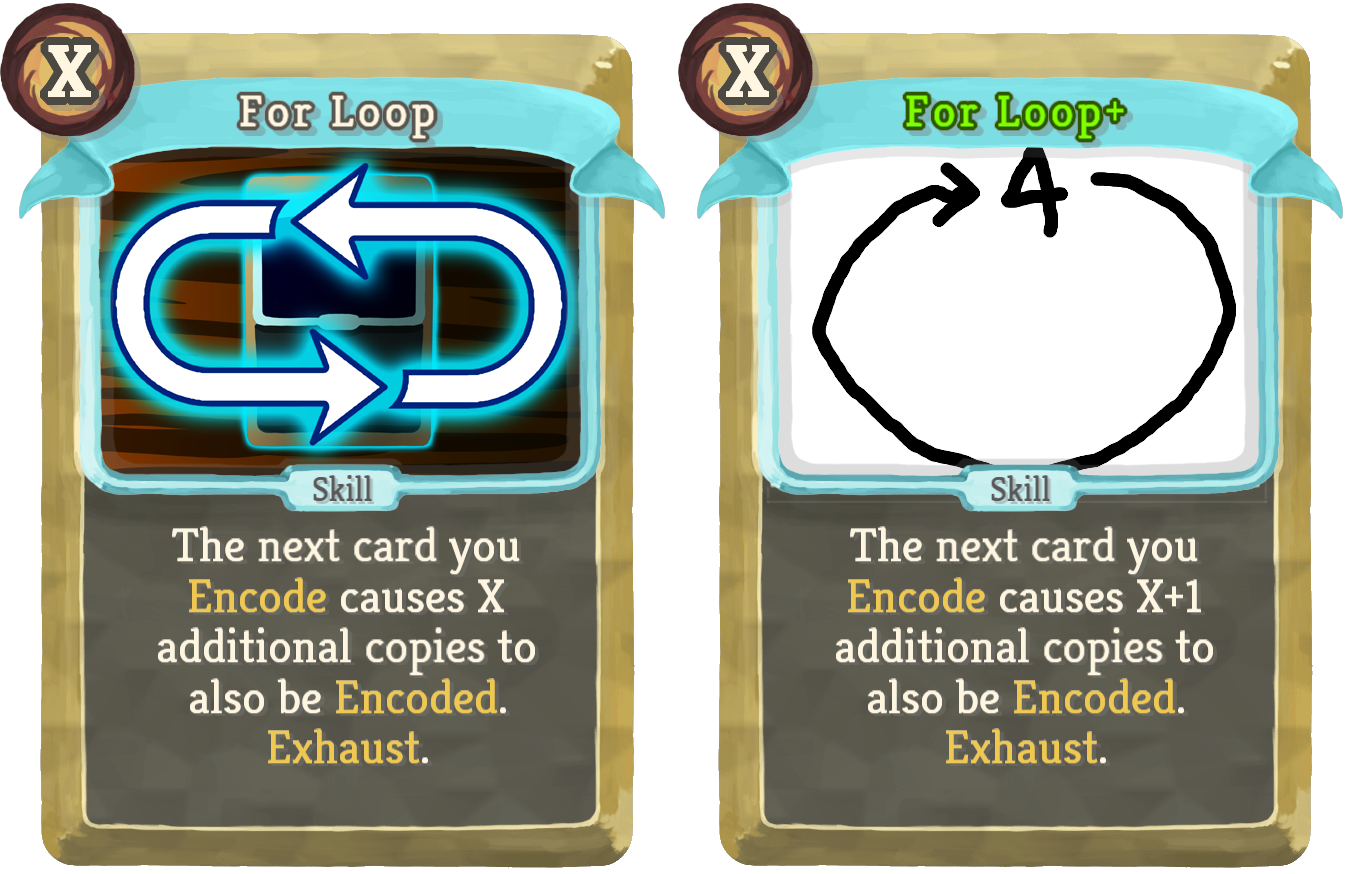 X
For Loop
Skill
The next card you
Encode causes X
additional copies to
also be Encoded.
Exhaust.
X
For Loop+
4
Skill
The next card you
Encode causes X+1
additional copies to
also be Encoded.
Exhaust.